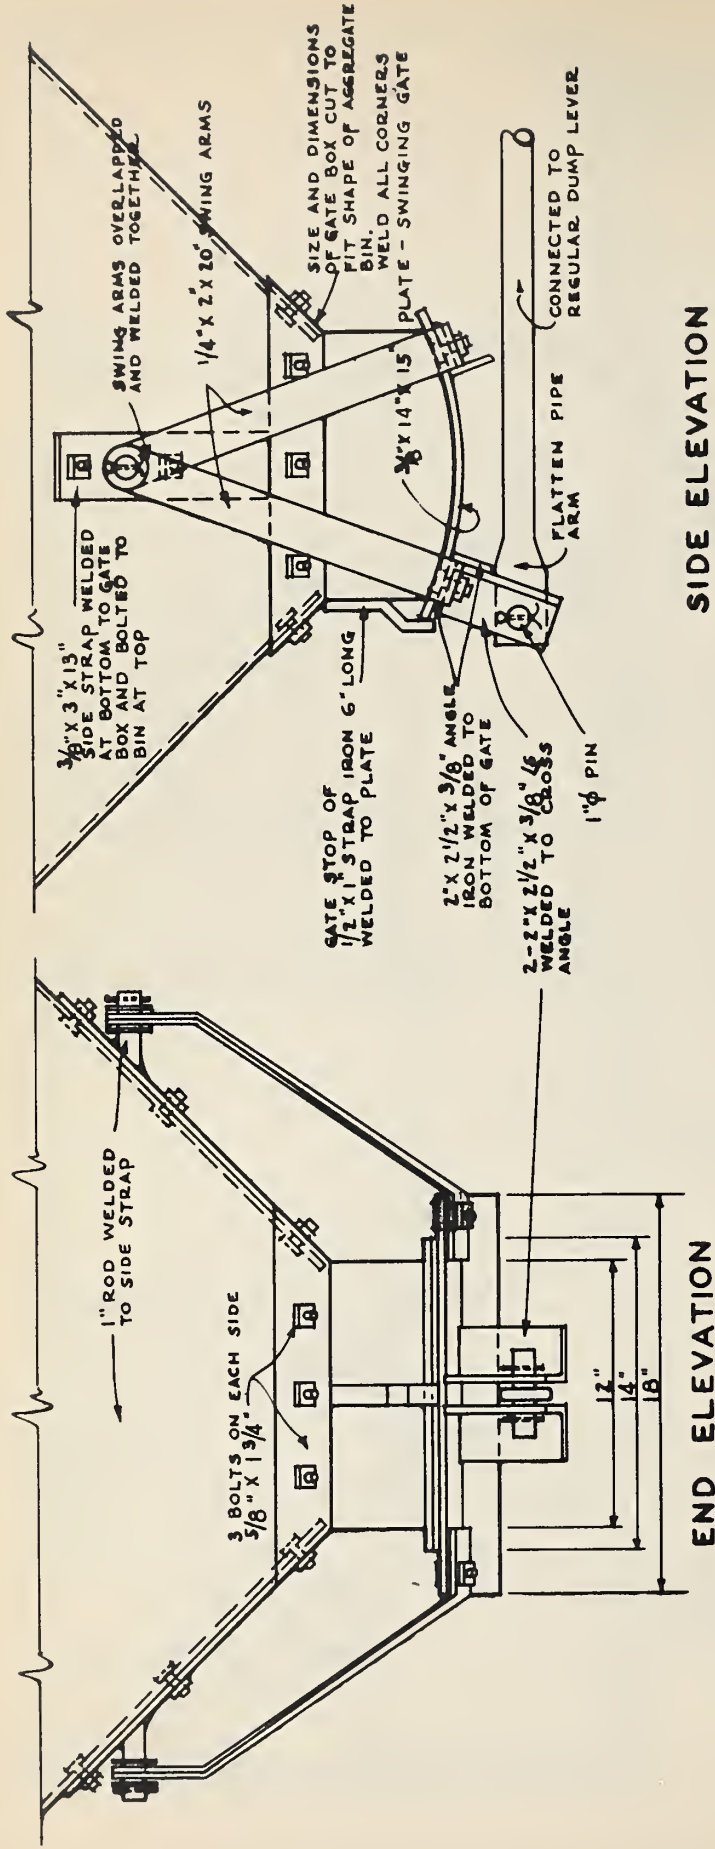 1" ROD WELDED
TO SIDE STRAP
3 BOLTS ON EACH SIDE
5/8" X 1 3/4"
12"
14"
18"
END ELEVATION
3/8" X 3" X 13"
SIDE STRAP WELDED
AT BOTTOM TO GATE
BOX AND BOLTED TO
BIN AT TOP
SWING ARMS OVERLAPPED
AND WELDED TOGETHER
1/4" X 2" X 20" SWING ARMS
SIZE AND DIMENSIONS
OF GATE BOX CUT TO
FIT SHAPE OF AGGREGATE
BIN.
WELD ALL CORNERS
X 14" X 15" PLATE - SWINGING GATE
GATE STOP OF
1/2" X 1" STRAP IRON 6" LONG
WELDED TO PLATE
2" X 2 1/2" X 3/8" ANGLE
IRON WELDED TO
BOTTOM OF GATE
2 - 2" X 2 1/2" X 3/8"
WELDED TO CROSS
ANGLE
1" ϕ PIN
FLATTEN PIPE
ARM
CONNECTED TO
REGULAR DUMP LEVER
SIDE ELEVATION